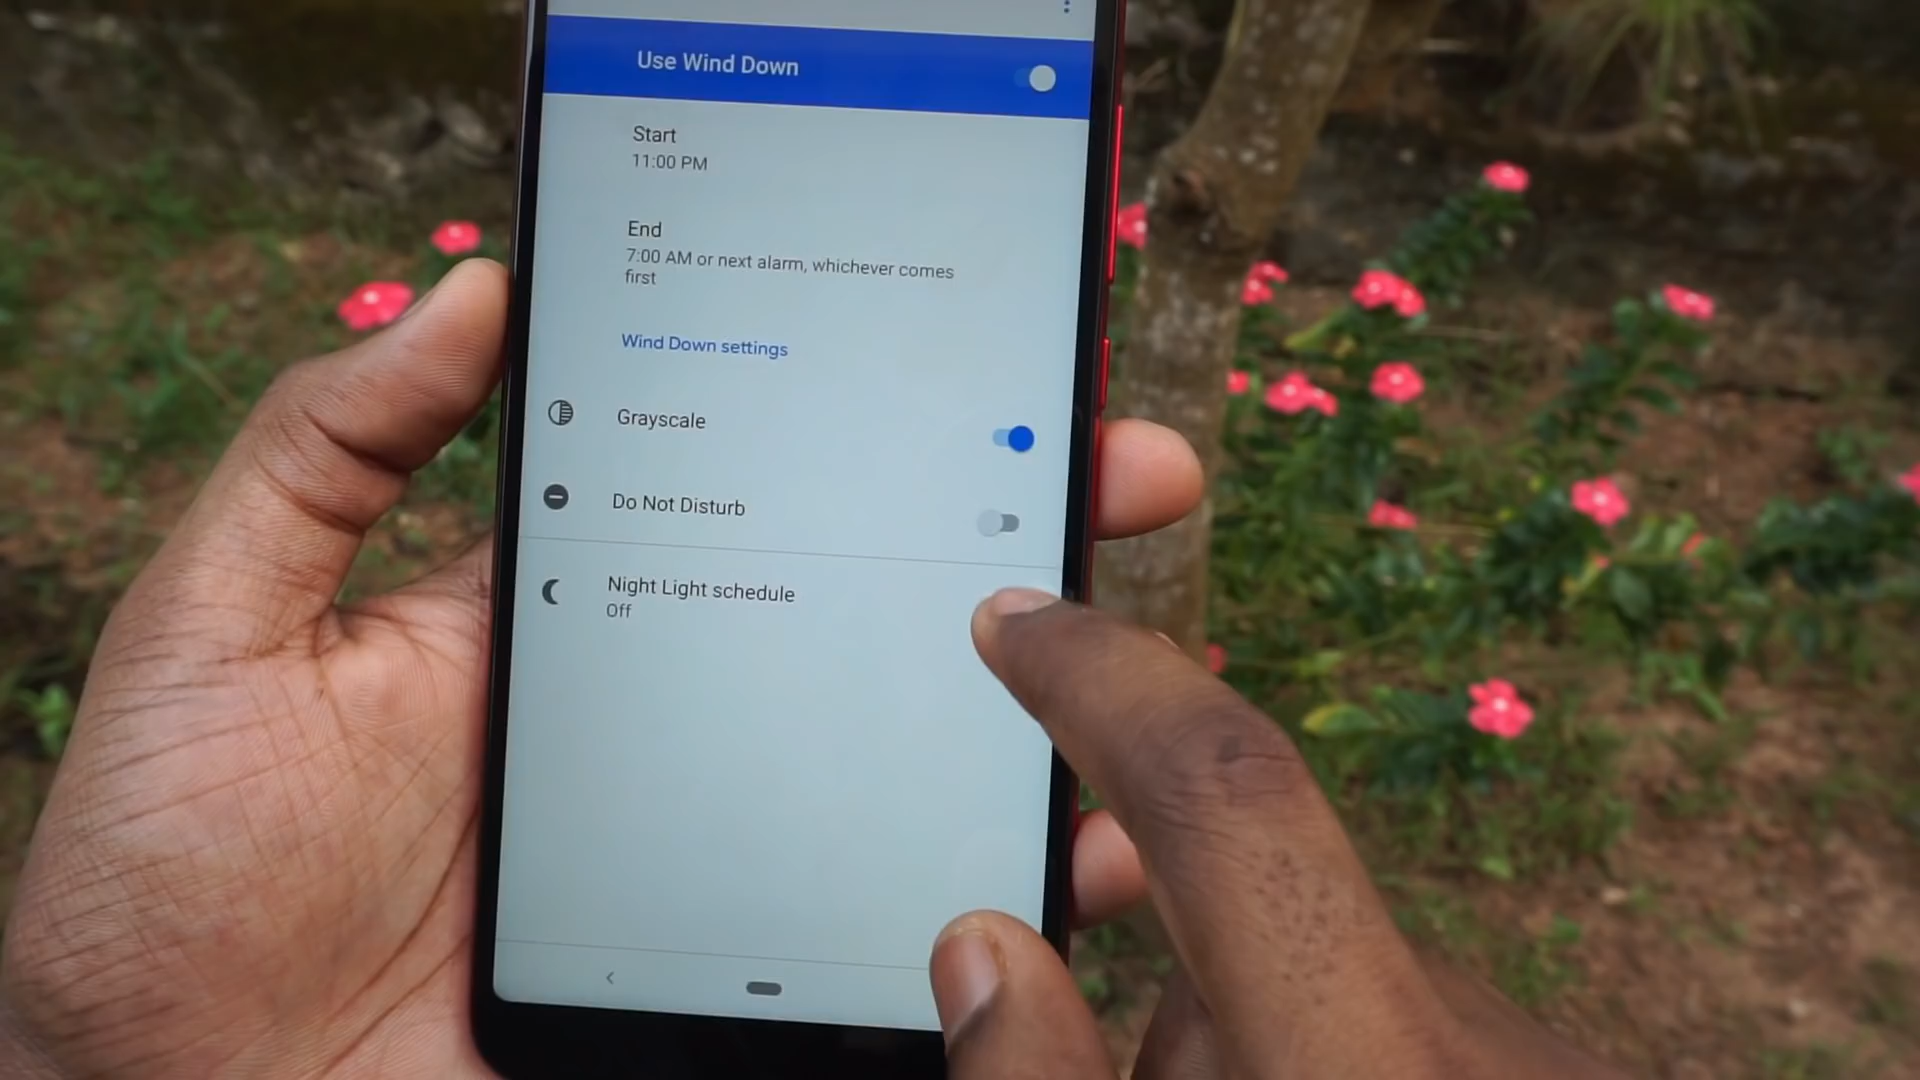 Use Wind Down
Start
11:00 PM
End
7:00 AM or next alarm, whichever comes
first
Wind Down settings
Grayscale
Do Not Disturb
Night Light schedule
Off